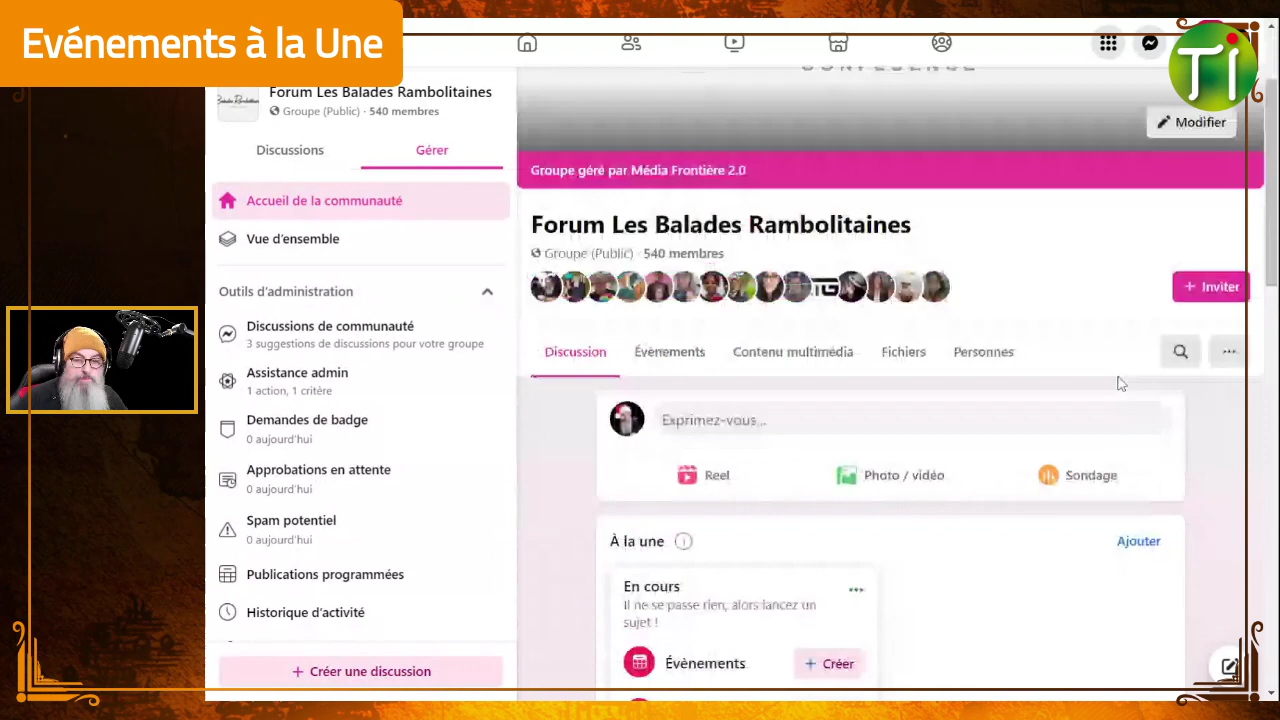 Evénements à la Une
Ti
Forum Les Balades Rambolitaines
Groupe (Public) · 540 membres
Discussions
Gérer
Accueil de la communauté
Vue d'ensemble
Outils d'administration
Discussions de communauté
3 suggestions de discussions pour votre groupe
Assistance admin
1 action, 1 critère
Demandes de badge
0 aujourd'hui
Approbations en attente
0 aujourd'hui
Spam potentiel
0 aujourd'hui
Publications programmées
Historique d'activité
+ Créer une discussion
Modifier
Groupe géré par Média Frontière 2.0
Forum Les Balades Rambolitaines
Groupe (Public) · 540 membres
+ Inviter
Discussion
Évènements
Contenu multimédia
Fichiers
Personnes
Exprimez-vous...
Reel
Photo / vidéo
Sondage
À la une
Ajouter
En cours
Il ne se passe rien, alors lancez un
sujet !
Évènements
+ Créer